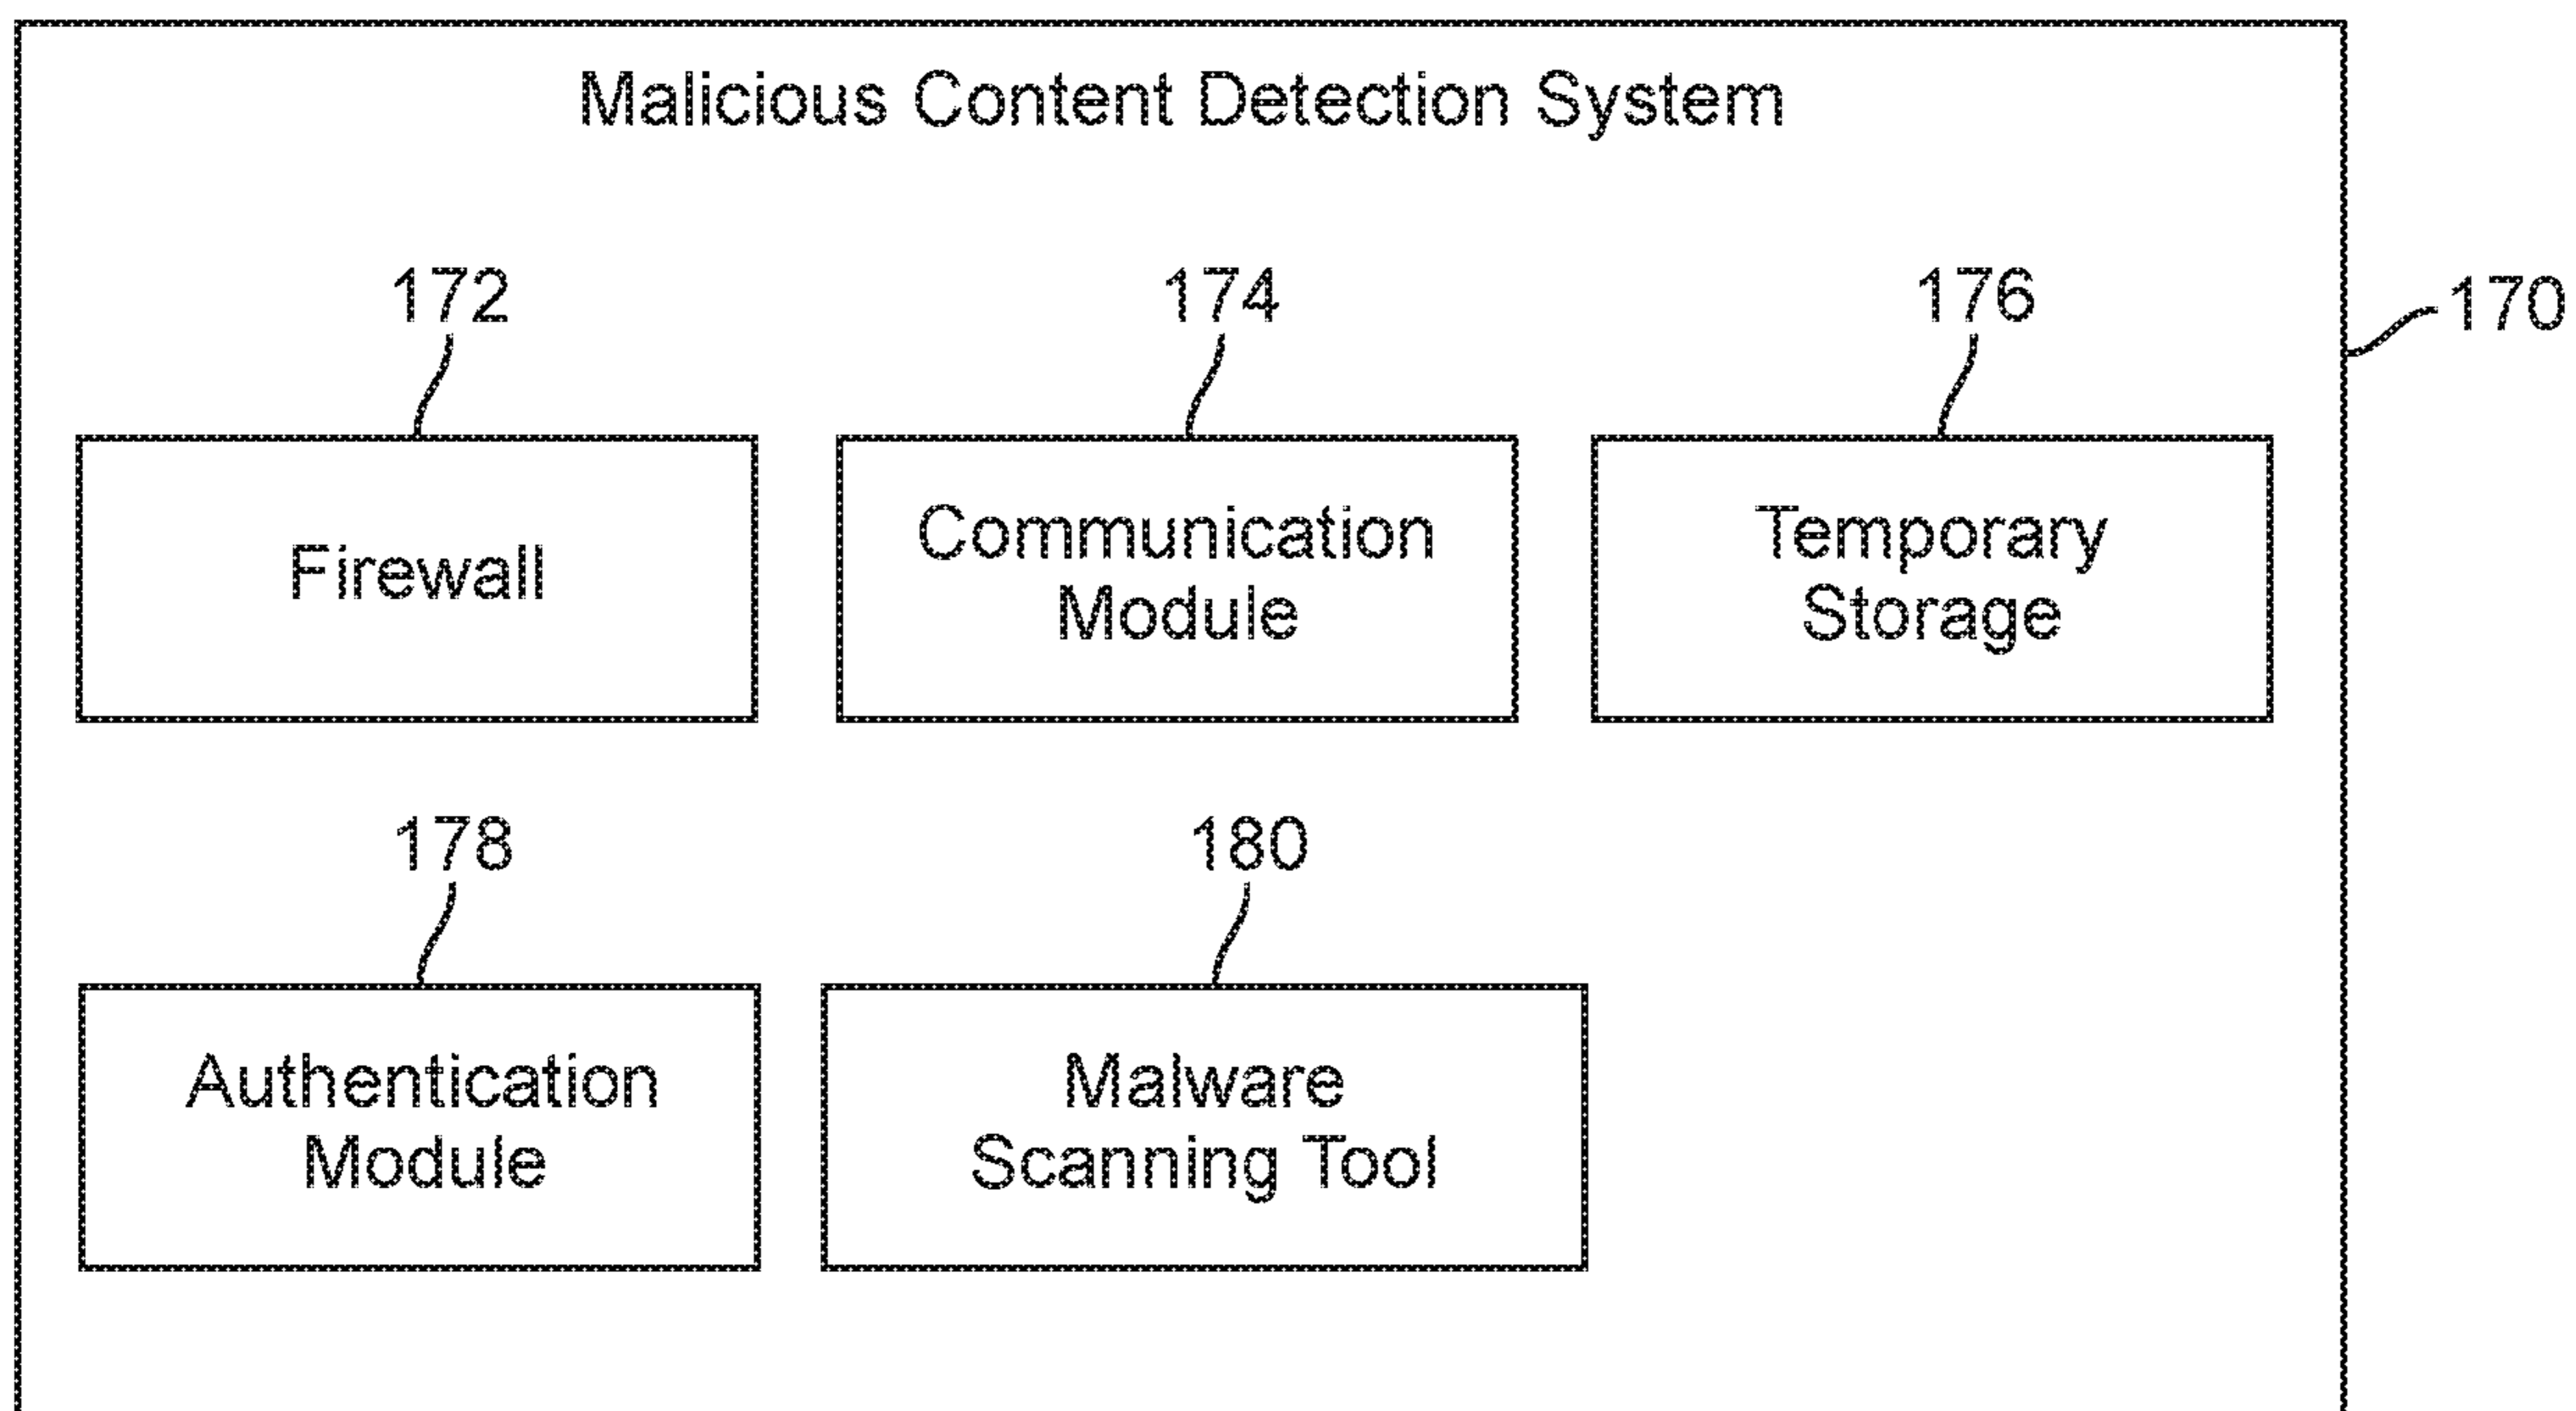 Malicious Content Detection System
172
174
176
170
Firewall
Communication
Module
Temporary
Storage
178
180
Authentication
Module
Malware
Scanning Tool